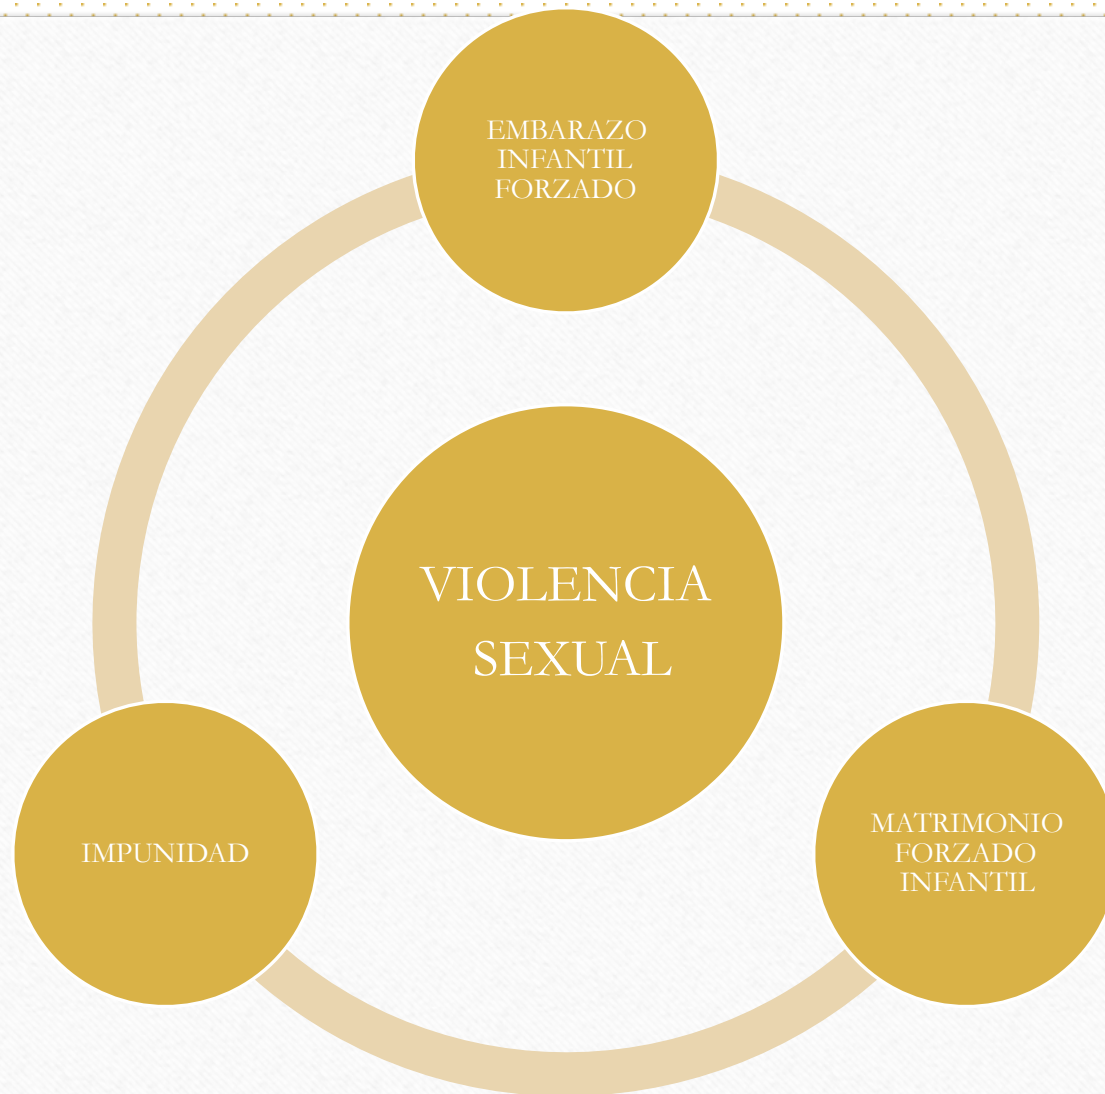 EMBARAZO
INFANTIL
FORZADO
VIOLENCIA
SEXUAL
IMPUNIDAD
MATRIMONIO
FORZADO
INFANTIL